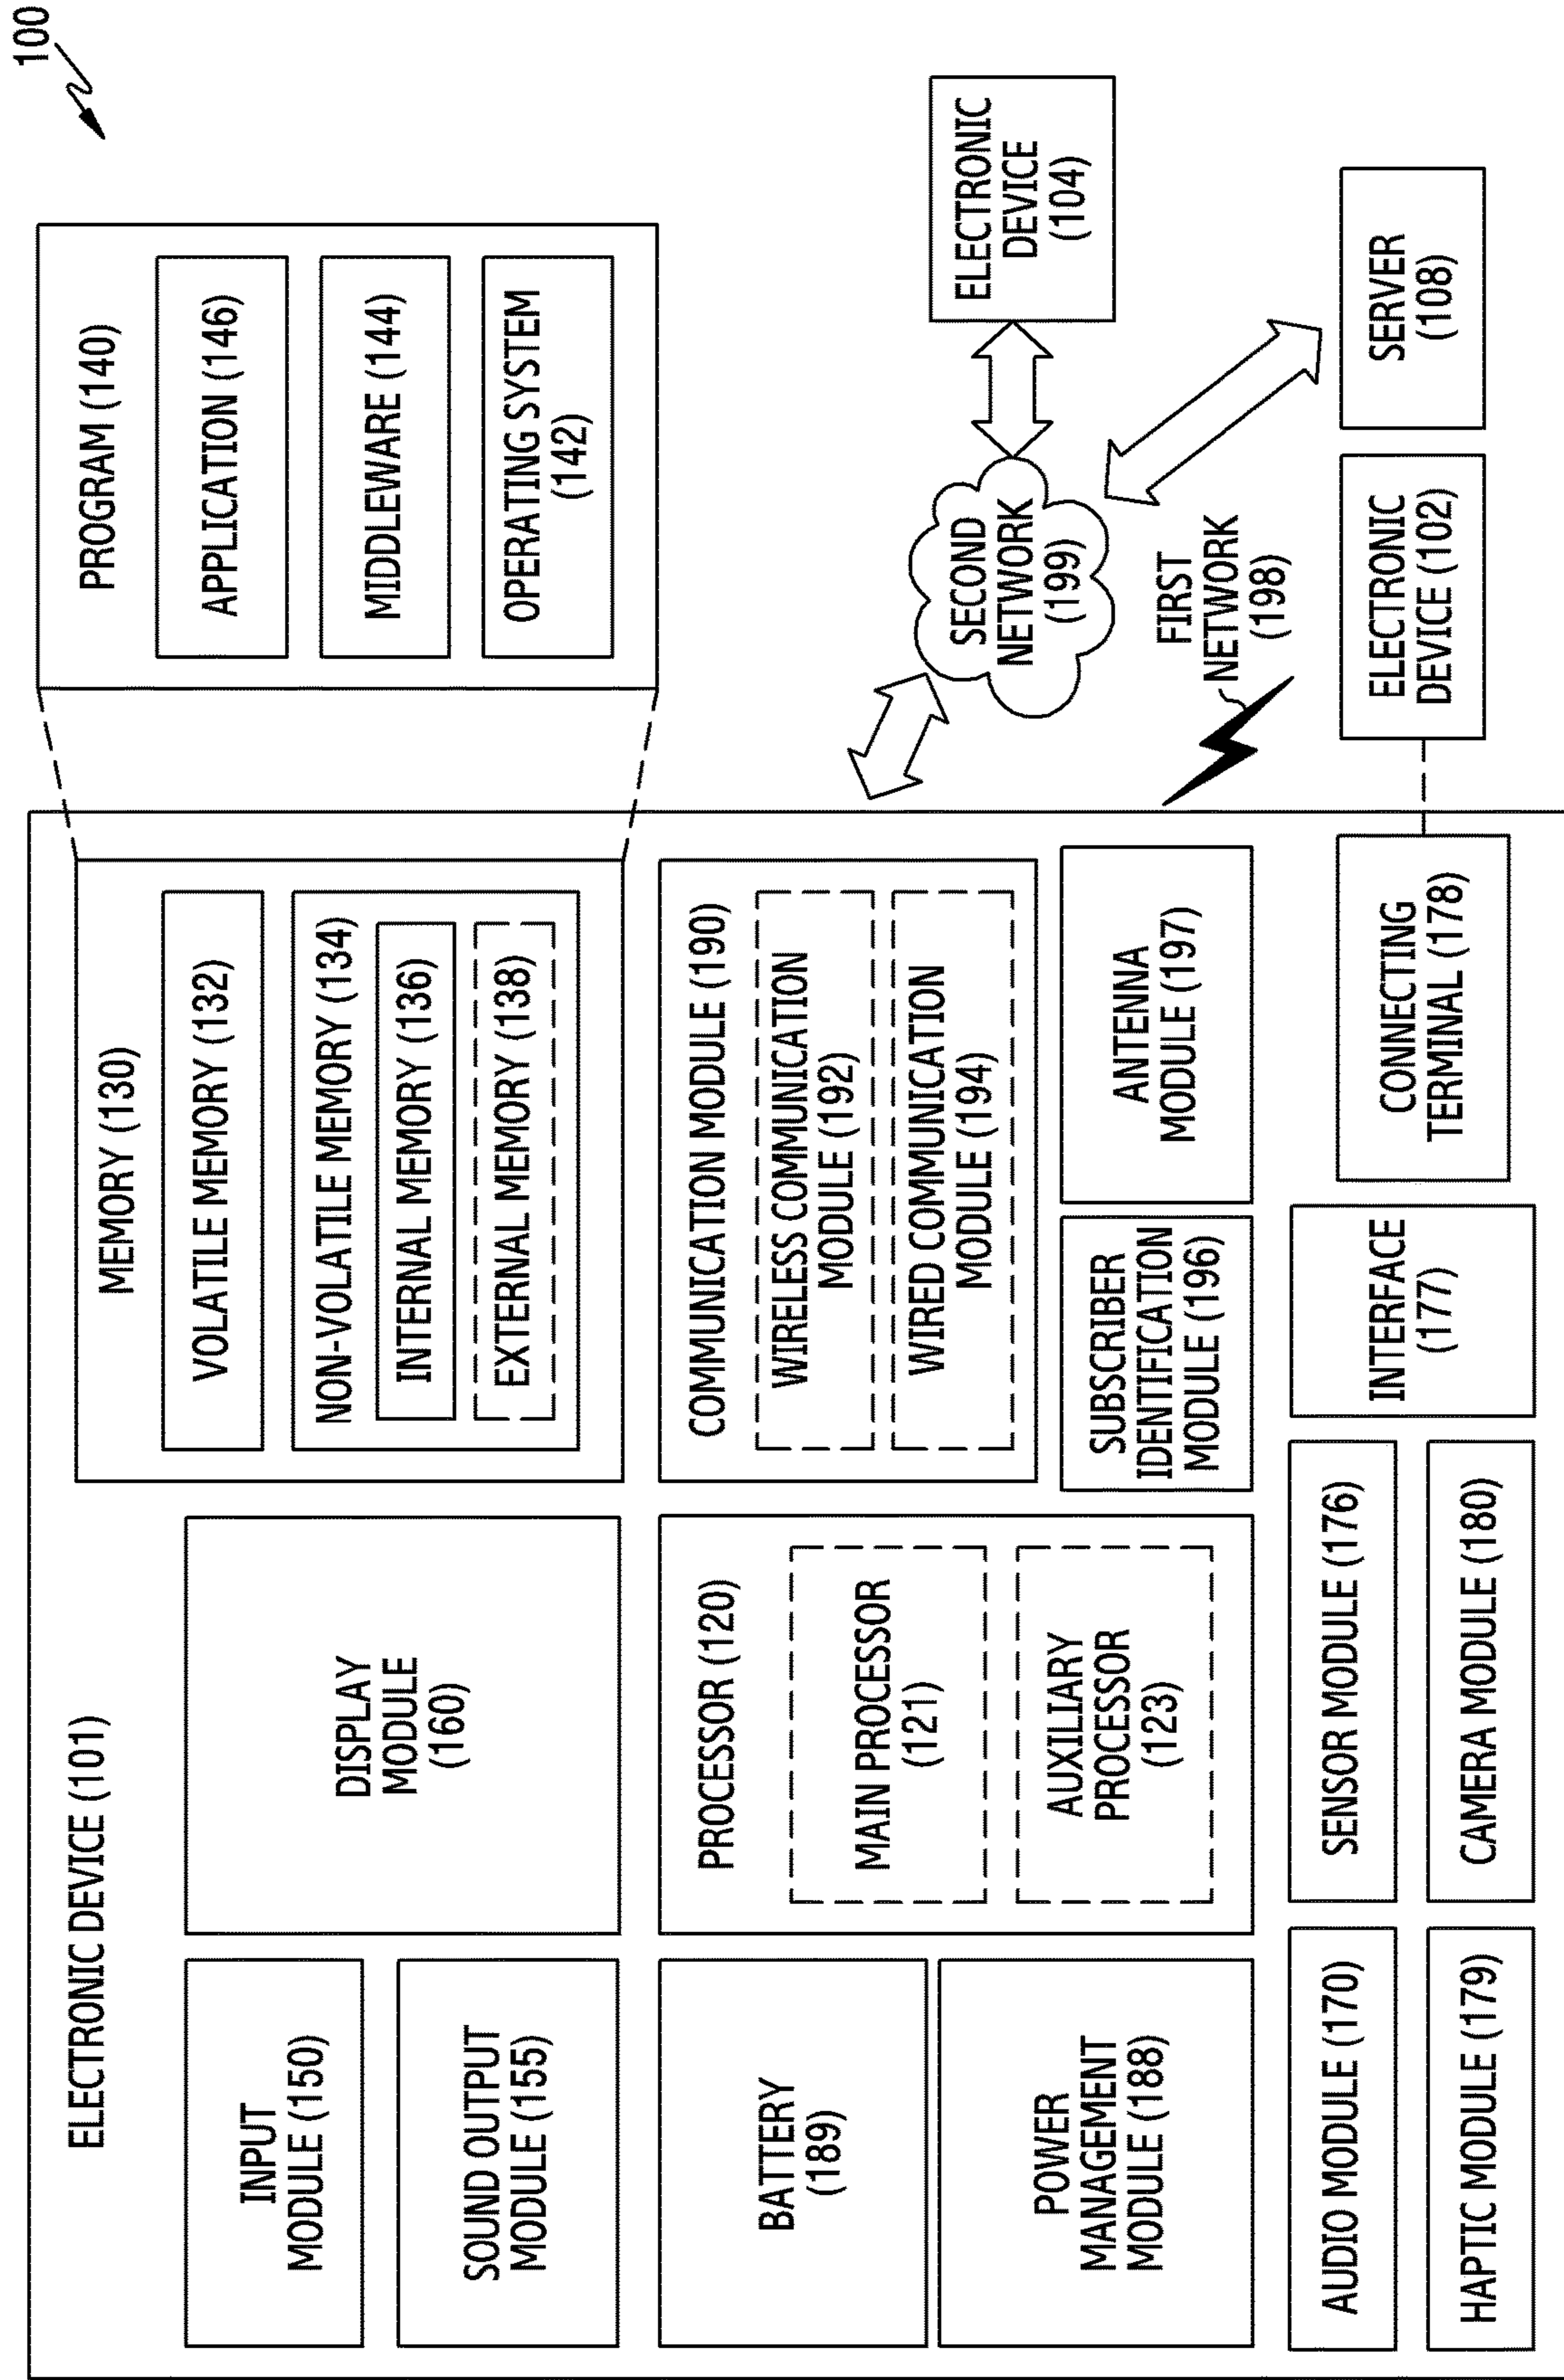 100
ELECTRONIC DEVICE (101)
INPUT
MODULE (150)
SOUND OUTPUT
MODULE (155)
DISPLAY
MODULE
(160)
MEMORY (130)
VOLATILE MEMORY (132)
NON-VOLATILE MEMORY (134)
INTERNAL MEMORY (136)
EXTERNAL MEMORY (138)
PROGRAM (140)
APPLICATION (146)
MIDDLEWARE (144)
OPERATING SYSTEM
(142)
BATTERY
(189)
POWER
MANAGEMENT
MODULE (188)
PROCESSOR (120)
MAIN PROCESSOR
(121)
AUXILIARY
PROCESSOR
(123)
COMMUNICATION MODULE (190)
WIRELESS COMMUNICATION
MODULE (192)
WIRED COMMUNICATION
MODULE (194)
SUBSCRIBER
IDENTIFICATION
MODULE (196)
ANTENNA
MODULE (197)
SECOND
NETWORK
(199)
ELECTRONIC
DEVICE
(104)
FIRST
NETWORK
(198)
AUDIO MODULE (170)
SENSOR MODULE (176)
HAPTIC MODULE (179)
CAMERA MODULE (180)
INTERFACE
(177)
CONNECTING
TERMINAL (178)
ELECTRONIC
DEVICE (102)
SERVER
(108)